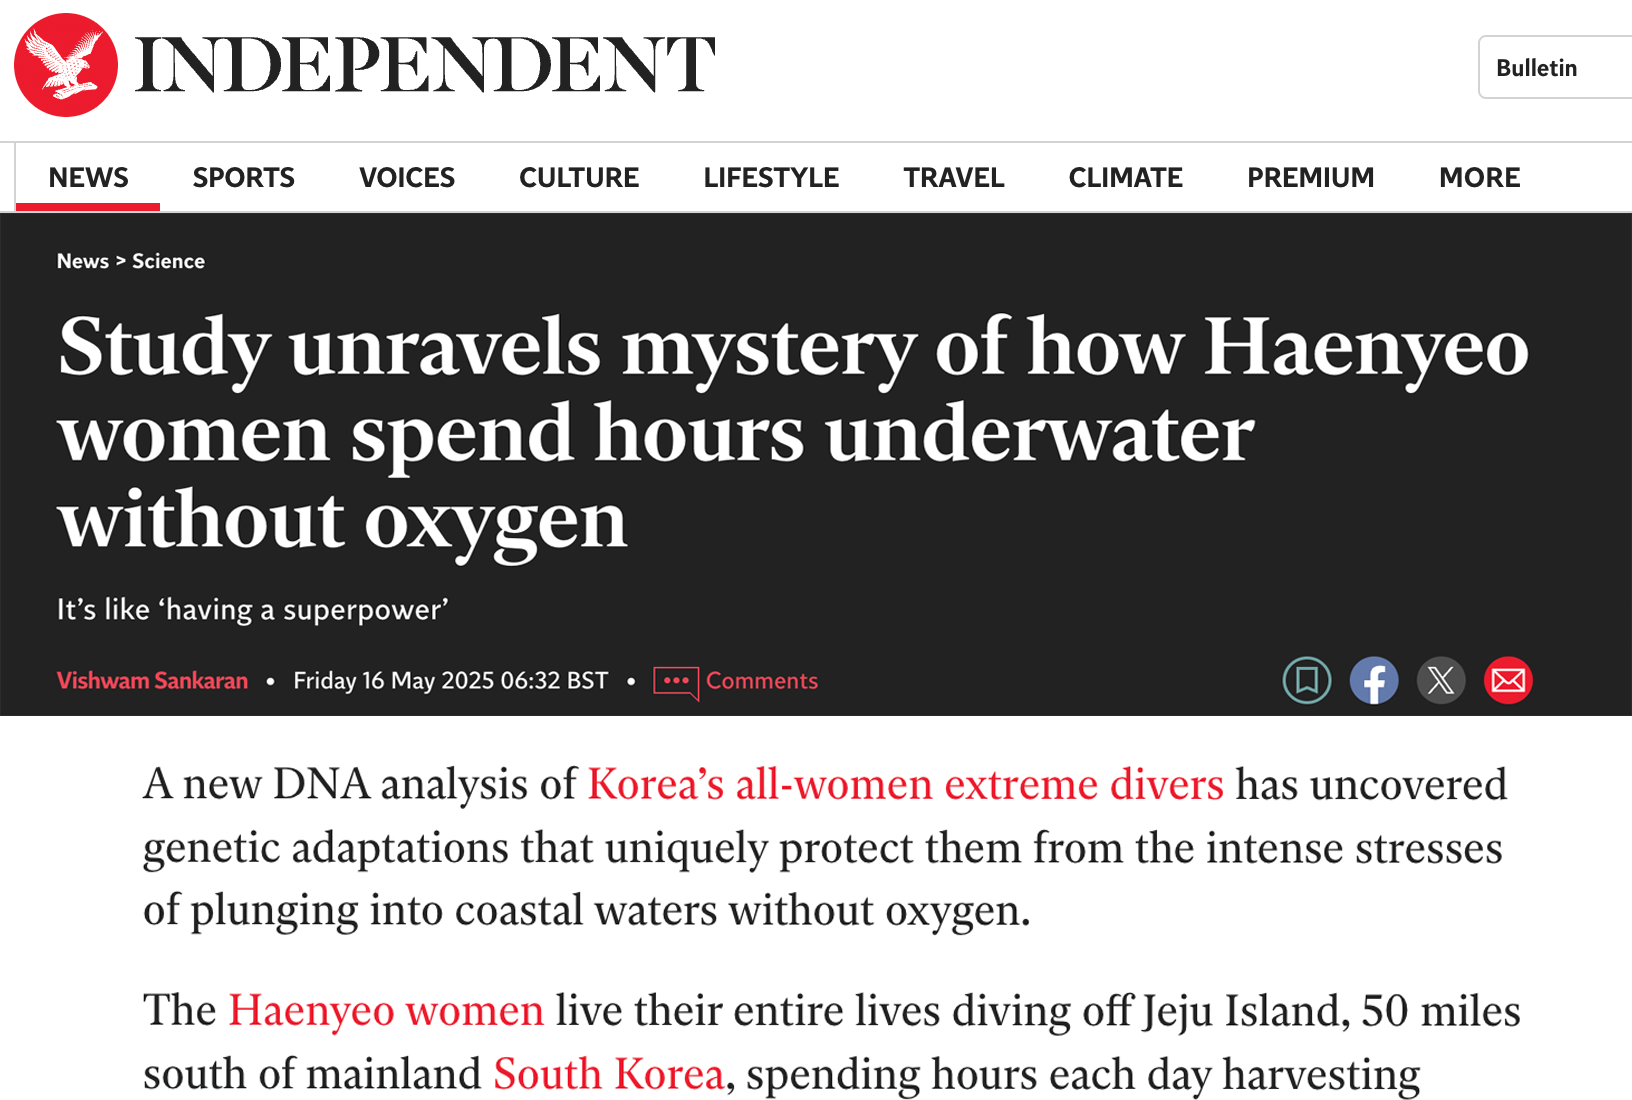 INDEPENDENT
Bulletin
NEWS SPORTS VOICES CULTURE LIFESTYLE TRAVEL CLIMATE PREMIUM MORE
News > Science
Study unravels mystery of how Haenyeo
women spend hours underwater
without oxygen
It’s like ‘having a superpower’
Vishwam Sankaran • Friday 16 May 2025 06:32 BST • Comments
A new DNA analysis of Korea’s all-women extreme divers has uncovered
genetic adaptations that uniquely protect them from the intense stresses
of plunging into coastal waters without oxygen.
The Haenyeo women live their entire lives diving off Jeju Island, 50 miles
south of mainland South Korea, spending hours each day harvesting